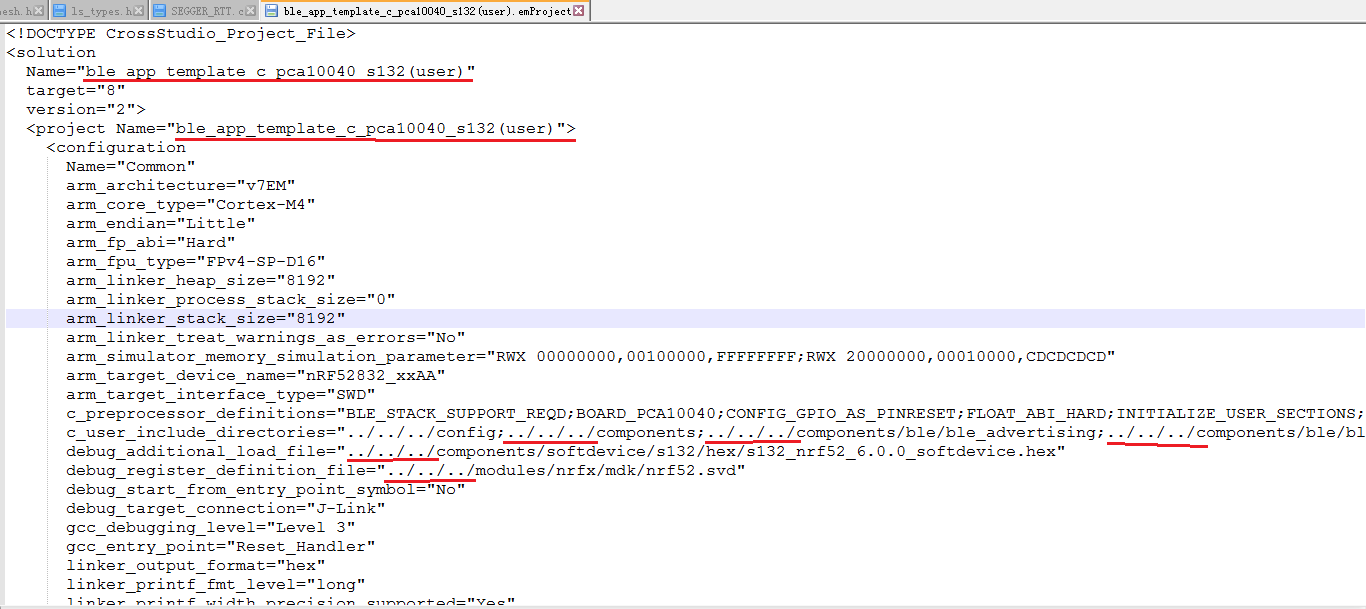 mesh.h ls_types.h SEGGER_RTT.c ble_app_template_c_pca10040_s132(user).emProject
<!DOCTYPE CrossStudio_Project_File>
<solution
Name="ble_app_template_c_pca10040_s132(user)"
target="8"
version="2">
<project Name="ble_app_template_c_pca10040_s132(user)">
<configuration
Name="Common"
arm_architecture="v7EM"
arm_core_type="Cortex-M4"
arm_endian="Little"
arm_fp_abi="Hard"
arm_fpu_type="FPv4-SP-D16"
arm_linker_heap_size="8192"
arm_linker_process_stack_size="0"
arm_linker_stack_size="8192"
arm_linker_treat_warnings_as_errors="No"
arm_simulator_memory_simulation_parameter="RWX 00000000,00100000,FFFFFFFF;RWX 20000000,00010000,CDCDCDCD"
arm_target_device_name="nRF52832_xxAA"
arm_target_interface_type="SWD"
c_preprocessor_definitions="BLE_STACK_SUPPORT_REQD;BOARD_PCA10040;CONFIG_GPIO_AS_PINRESET;FLOAT_ABI_HARD;INITIALIZE_USER_SECTIONS;
c_user_include_directories="../../../config;../../../components;../../../components/ble/ble_advertising;../../../components/ble/bl
debug_additional_load_file="../../../components/softdevice/s132/hex/s132_nrf52_6.0.0_softdevice.hex"
debug_register_definition_file="../../../modules/nrfx/mdk/nrf52.svd"
debug_start_from_entry_point_symbol="No"
debug_target_connection="J-Link"
gcc_debugging_level="Level 3"
gcc_entry_point="Reset_Handler"
linker_output_format="hex"
linker_printf_fmt_level="long"
linker_printf_width_precision_supported="Yes"